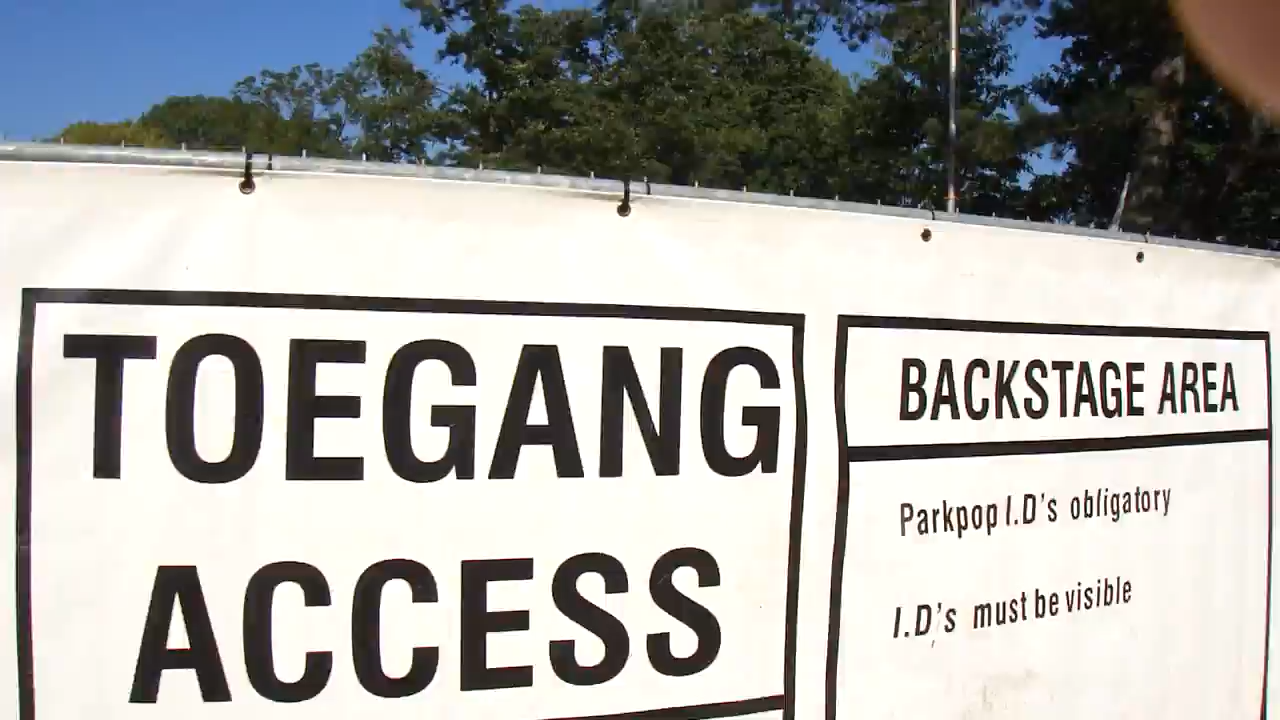 TOEGANG
ACCESS
BACKSTAGE AREA
Parkpop I.D's obligatory
I.D's must be visible